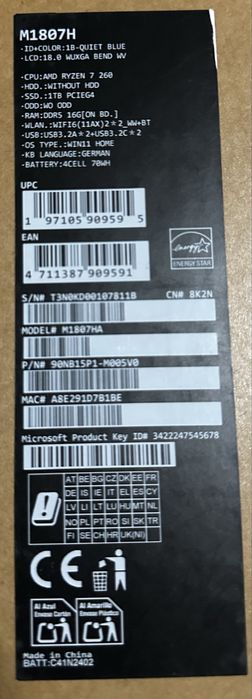 M1807H
·ID+COLOR:1B-QUIET BLUE
·LCD:18.0 WUXGA BEND WV
·CPU:AMD RYZEN 7 260
·HDD.:WITHOUT HDD
·SSD.:1TB PCIEG4
·ODD:WO ODD
·RAM:DDR5 16G[ON BD.]
·WLAN.:WIFI6(11AX)2*2_WW+BT
·USB:USB3.2A*2+USB3.2C*2
·OS TYPE.:WIN11 HOME
·KB LANGUAGE:GERMAN
·BATTERY:4CELL 70WH
UPC
1 97105 90959 5
EAN
4 711387 909591
energy
ENERGY STAR
S/N# T3N0KD00107811B CN# 8K2N
MODEL# M1807HA
P/N# 90NB15P1-M005V0
MAC# A8E291D7B1BE
Microsoft Product Key ID# 3422247545678
AT BE BG CZ DK EE FR
DE IS IE IT EL ES CY
LV LI LT LU HU MT NL
NO PL PT RO SI SK TR
FI SE CH HR UK(NI)
CE
Al Azul
Envase Cartón
Al Amarillo
Envase Plástico
Made in China
BATT:C41N2402